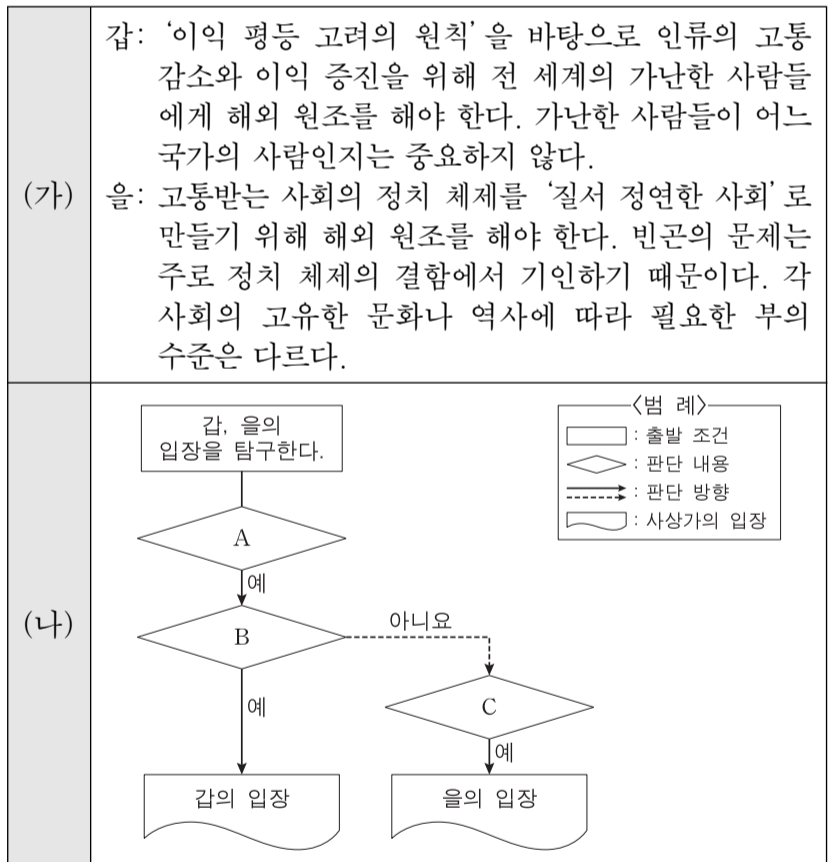 (가)
갑: ‘이익 평등 고려의 원칙’을 바탕으로 인류의 고통
감소와 이익 증진을 위해 전 세계의 가난한 사람들
에게 해외 원조를 해야 한다. 가난한 사람들이 어느
국가의 사람인지는 중요하지 않다.
을: 고통받는 사회의 정치 체제를 ‘질서 정연한 사회’로
만들기 위해 해외 원조를 해야 한다. 빈곤의 문제는
주로 정치 체제의 결함에서 기인하기 때문이다. 각
사회의 고유한 문화나 역사에 따라 필요한 부의
수준은 다르다.
(나)
갑, 을의
입장을 탐구한다.
〈범 례〉
: 출발 조건
: 판단 내용
: 판단 방향
: 사상가의 입장
A
예
B
아니요
예
C
예
갑의 입장
을의 입장